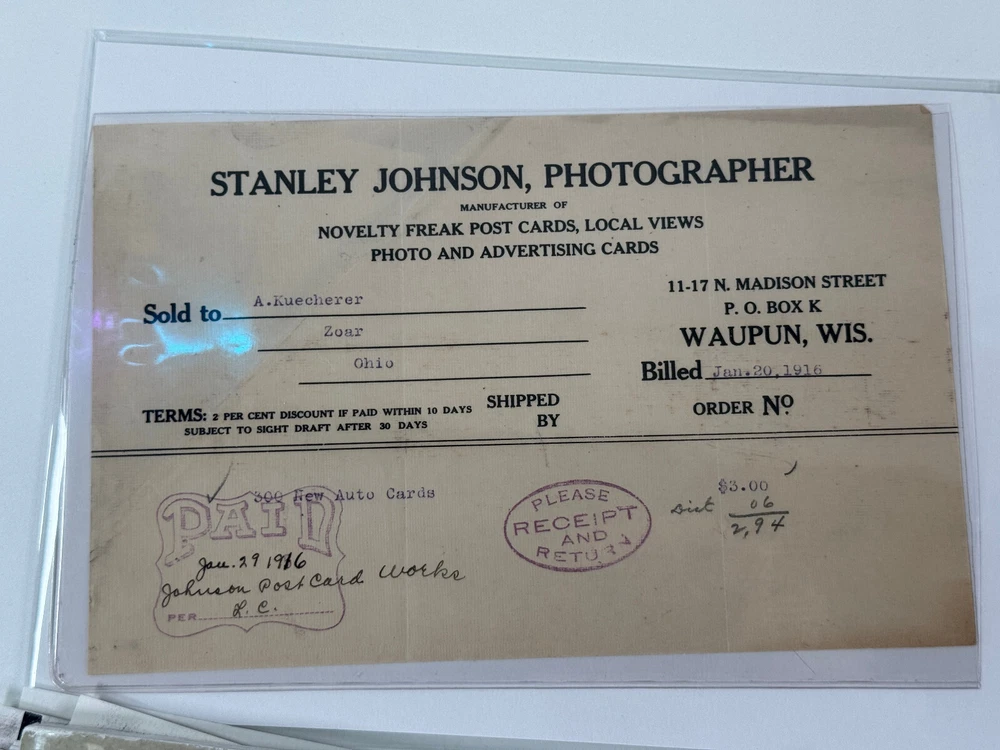 STANLEY JOHNSON, PHOTOGRAPHER
MANUFACTURER OF
NOVELTY FREAK POST CARDS, LOCAL VIEWS
PHOTO AND ADVERTISING CARDS
11-17 N. MADISON STREET
P. O. BOX K
WAUPUN, WIS.
Sold to A.Kuecherer
Zoar
Ohio
Billed Jan.20,1916
TERMS: 2 PER CENT DISCOUNT IF PAID WITHIN 10 DAYS
SUBJECT TO SIGHT DRAFT AFTER 30 DAYS
SHIPPED
BY
ORDER No
300 New Auto Cards
$3.00
Disct 06
2,94
PAID
Jan. 29 1916
Johnson Post Card Works
PER L.C.
PLEASE
RECEIPT
AND
RETURN